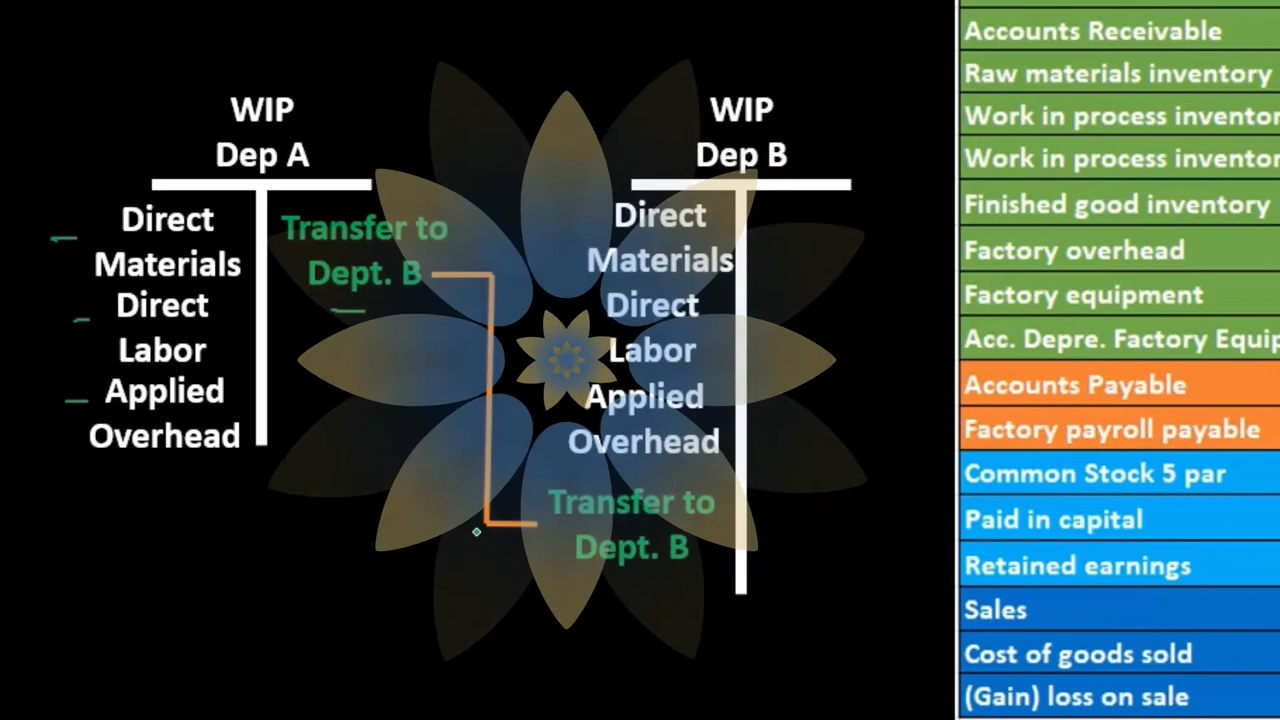 WIP
Dep A
Direct
Materials
Direct
Labor
Applied
Overhead
Transfer to
Dept. B
WIP
Dep B
Direct
Materials
Direct
Labor
Applied
Overhead
Transfer to
Dept. B
Accounts Receivable
Raw materials inventory
Work in process inventor
Work in process inventor
Finished good inventory
Factory overhead
Factory equipment
Acc. Depre. Factory Equip
Accounts Payable
Factory payroll payable
Common Stock 5 par
Paid in capital
Retained earnings
Sales
Cost of goods sold
(Gain) loss on sale